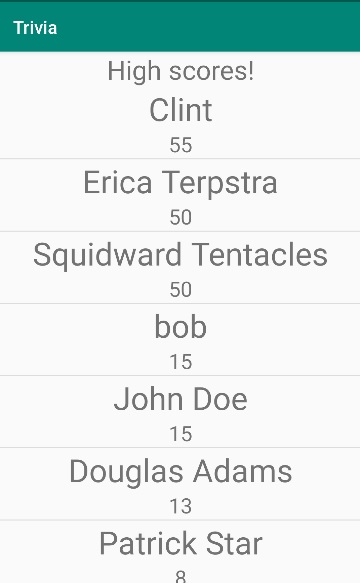 Trivia
High scores!
Clint
55
Erica Terpstra
50
Squidward Tentacles
50
bob
15
John Doe
15
Douglas Adams
13
Patrick Star
8